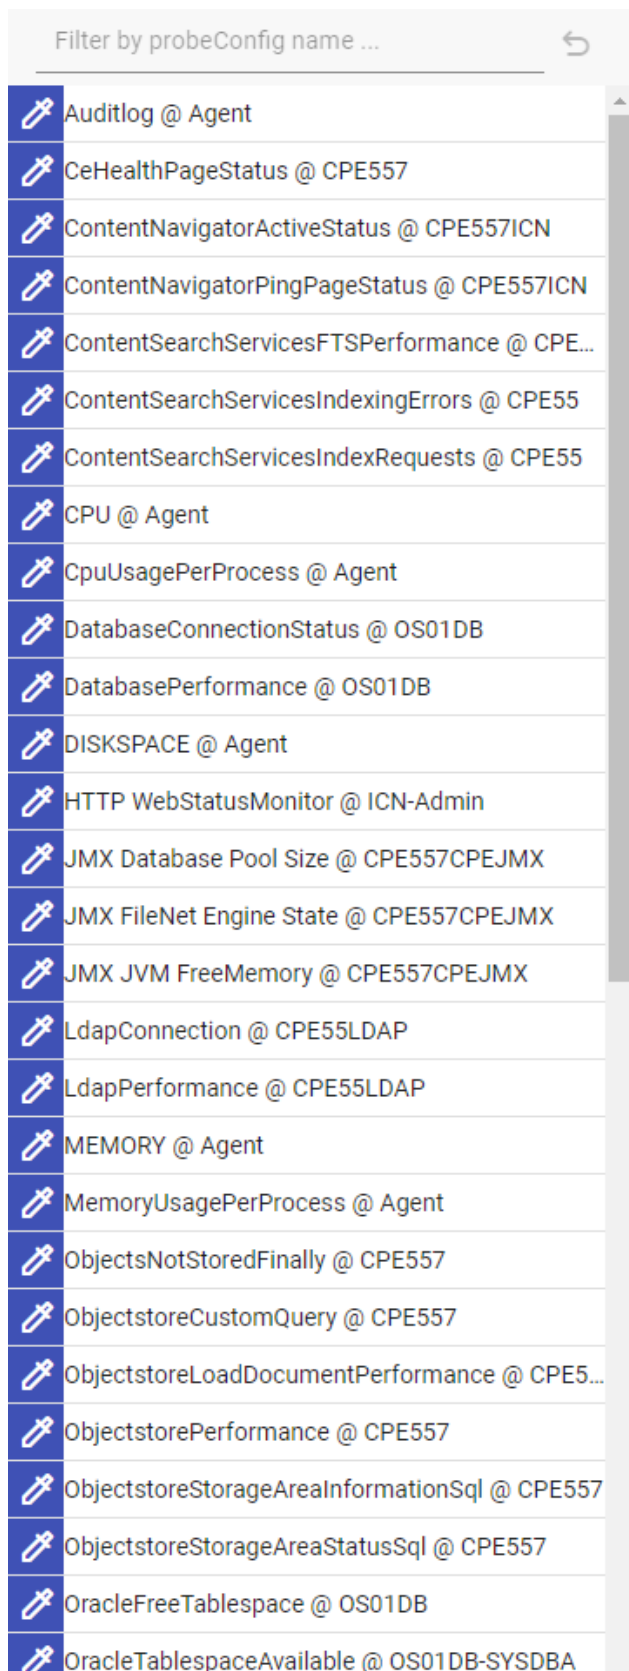 Filter by probeConfig name ...
Auditlog @ Agent
CeHealthPageStatus @ CPE557
ContentNavigatorActiveStatus @ CPE557ICN
ContentNavigatorPingPageStatus @ CPE557ICN
ContentSearchServicesFTSPerformance @ CPE...
ContentSearchServicesIndexingErrors @ CPE55
ContentSearchServicesIndexRequests @ CPE55
CPU @ Agent
CpuUsagePerProcess @ Agent
DatabaseConnectionStatus @ OS01DB
DatabasePerformance @ OS01DB
DISKSPACE @ Agent
HTTP WebStatusMonitor @ ICN-Admin
JMX Database Pool Size @ CPE557CPEJMX
JMX FileNet Engine State @ CPE557CPEJMX
JMX JVM FreeMemory @ CPE557CPEJMX
LdapConnection @ CPE55LDAP
LdapPerformance @ CPE55LDAP
MEMORY @ Agent
MemoryUsagePerProcess @ Agent
ObjectsNotStoredFinally @ CPE557
ObjectstoreCustomQuery @ CPE557
ObjectstoreLoadDocumentPerformance @ CPE5...
ObjectstorePerformance @ CPE557
ObjectstoreStorageAreaInformationSql @ CPE557
ObjectstoreStorageAreaStatusSql @ CPE557
OracleFreeTablespace @ OS01DB
OracleTablespaceAvailable @ OS01DB-SYSDBA